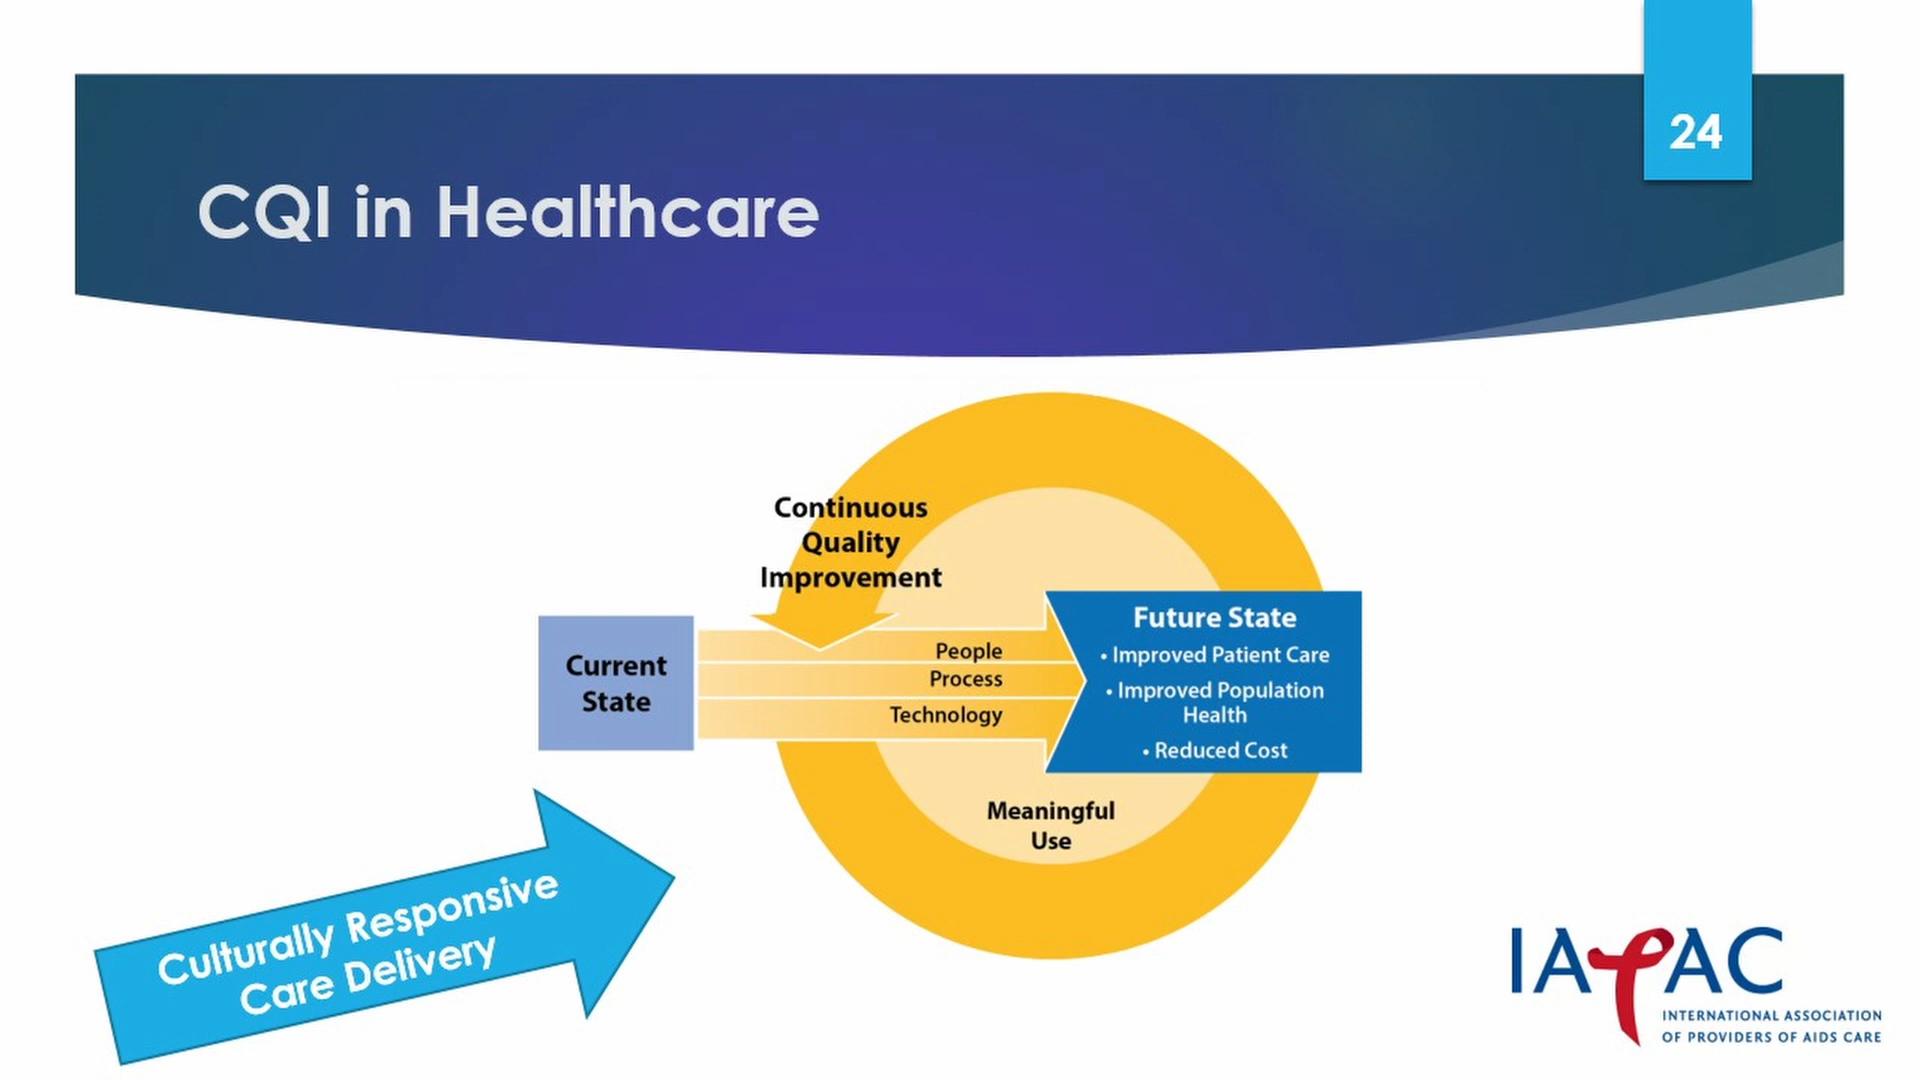 24
CQI in Healthcare
Continuous
Quality
Improvement
Current
State
People
Process
Technology
Future State
• Improved Patient Care
• Improved Population
Health
• Reduced Cost
Meaningful
Use
Culturally Responsive
Care Delivery
IAPAC
INTERNATIONAL ASSOCIATION
OF PROVIDERS OF AIDS CARE